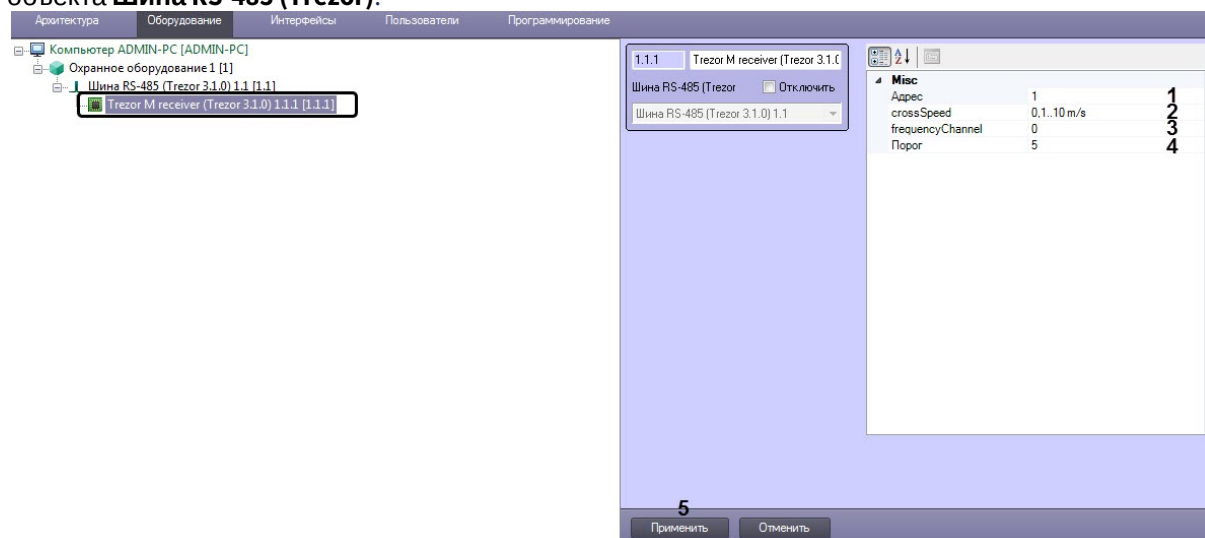 объекта Шина RS-485 (Trezor).
Архитектура Оборудование Интерфейсы Пользователи Программирование
Компьютер ADMIN-PC [ADMIN-PC]
Охранное оборудование 1 [1]
Шина RS-485 (Trezor 3.1.0) 1.1 [1.1]
Trezor M receiver (Trezor 3.1.0) 1.1.1 [1.1.1]
1.1.1 Trezor M receiver (Trezor 3.1.0
Шина RS-485 (Trezor Отключить
Шина RS-485 (Trezor 3.1.0) 1.1
Misc
Адрес 1 1
crossSpeed 0,1..10 m/s 2
frequencyChannel 0 3
Порог 5 4
5
Применить Отменить